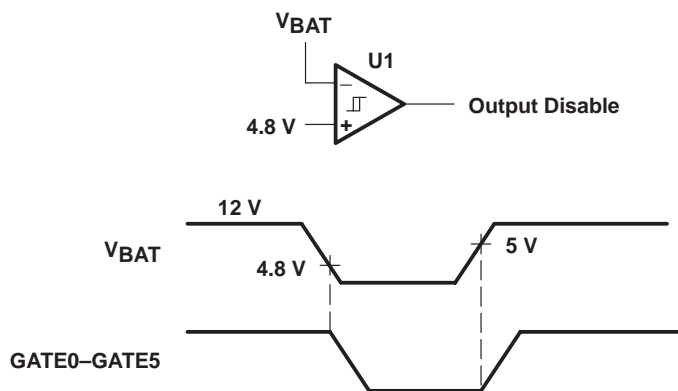 VBAT
U1
−
4.8 V
+
Output Disable
12 V
VBAT
4.8 V
5 V
GATE0–GATE5